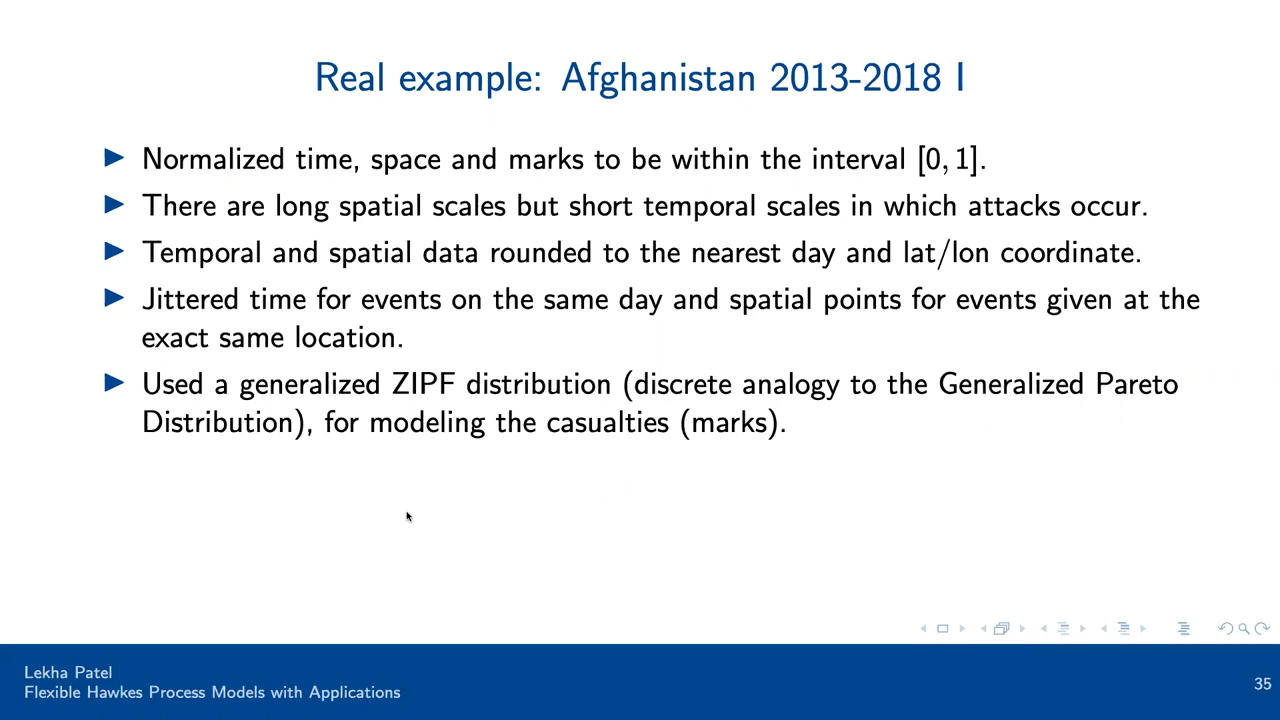 Real example: Afghanistan 2013-2018 I
Normalized time, space and marks to be within the interval [0, 1].
There are long spatial scales but short temporal scales in which attacks occur.
Temporal and spatial data rounded to the nearest day and lat/lon coordinate.
Jittered time for events on the same day and spatial points for events given at the
exact same location.
Used a generalized ZIPF distribution (discrete analogy to the Generalized Pareto
Distribution), for modeling the casualties (marks).
Lekha Patel
Flexible Hawkes Process Models with Applications
35